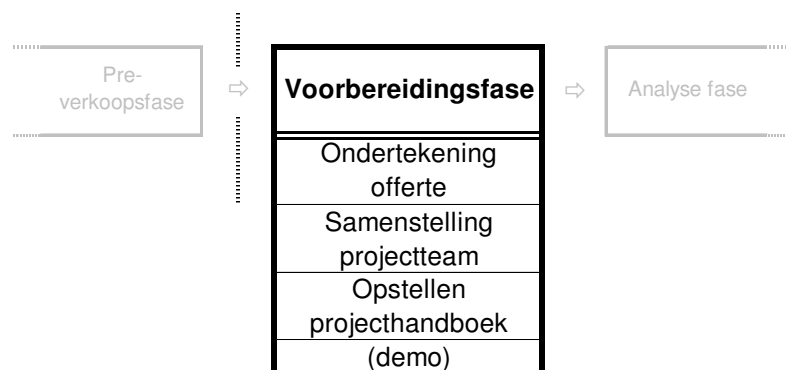 Pre-
verkoopsfase
⇨
Voorbereidingsfase
⇨
Analyse fase
Ondertekening
offerte
Samenstelling
projectteam
Opstellen
projecthandboek
(demo)